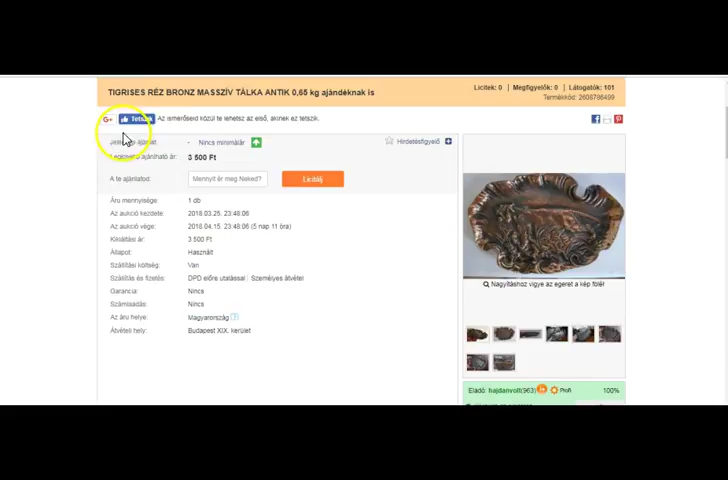 TIGRISES RÉZ BRONZ MASSZÍV TÁLKA ANTIK 0,65 kg ajándéknak is
Licitek: 0 | Megfigyelők: 0 | Látogatók: 101
Termékkód: 2608786499
G+ Tetszik Az ismerőseid közül te lehetsz az első, akinek ez tetszik.
- Nincs minimálár
Hirdetésfigyelő
ajánlható ár: 3 500 Ft
A te ajánlatod: Mennyit ér meg Neked? Licitálj
Áru mennyisége: 1 db
Az aukció kezdete: 2018.03.25. 23:48:06
Az aukció vége: 2018.04.15. 23:48:06 (5 nap 11 óra)
Kikiáltási ár: 3 500 Ft
Állapot: Használt
Szállítási költség: Van
Szállítás és fizetés: DPD előre utalással | Személyes átvétel
Garancia: Nincs
Számlaadás: Nincs
Az áru helye: Magyarország
Átvételi hely: Budapest XIX. kerület
Nagyításhoz vigye az egeret a kép fölé!
Eladó: hajdanvolt(963) Profi 100%